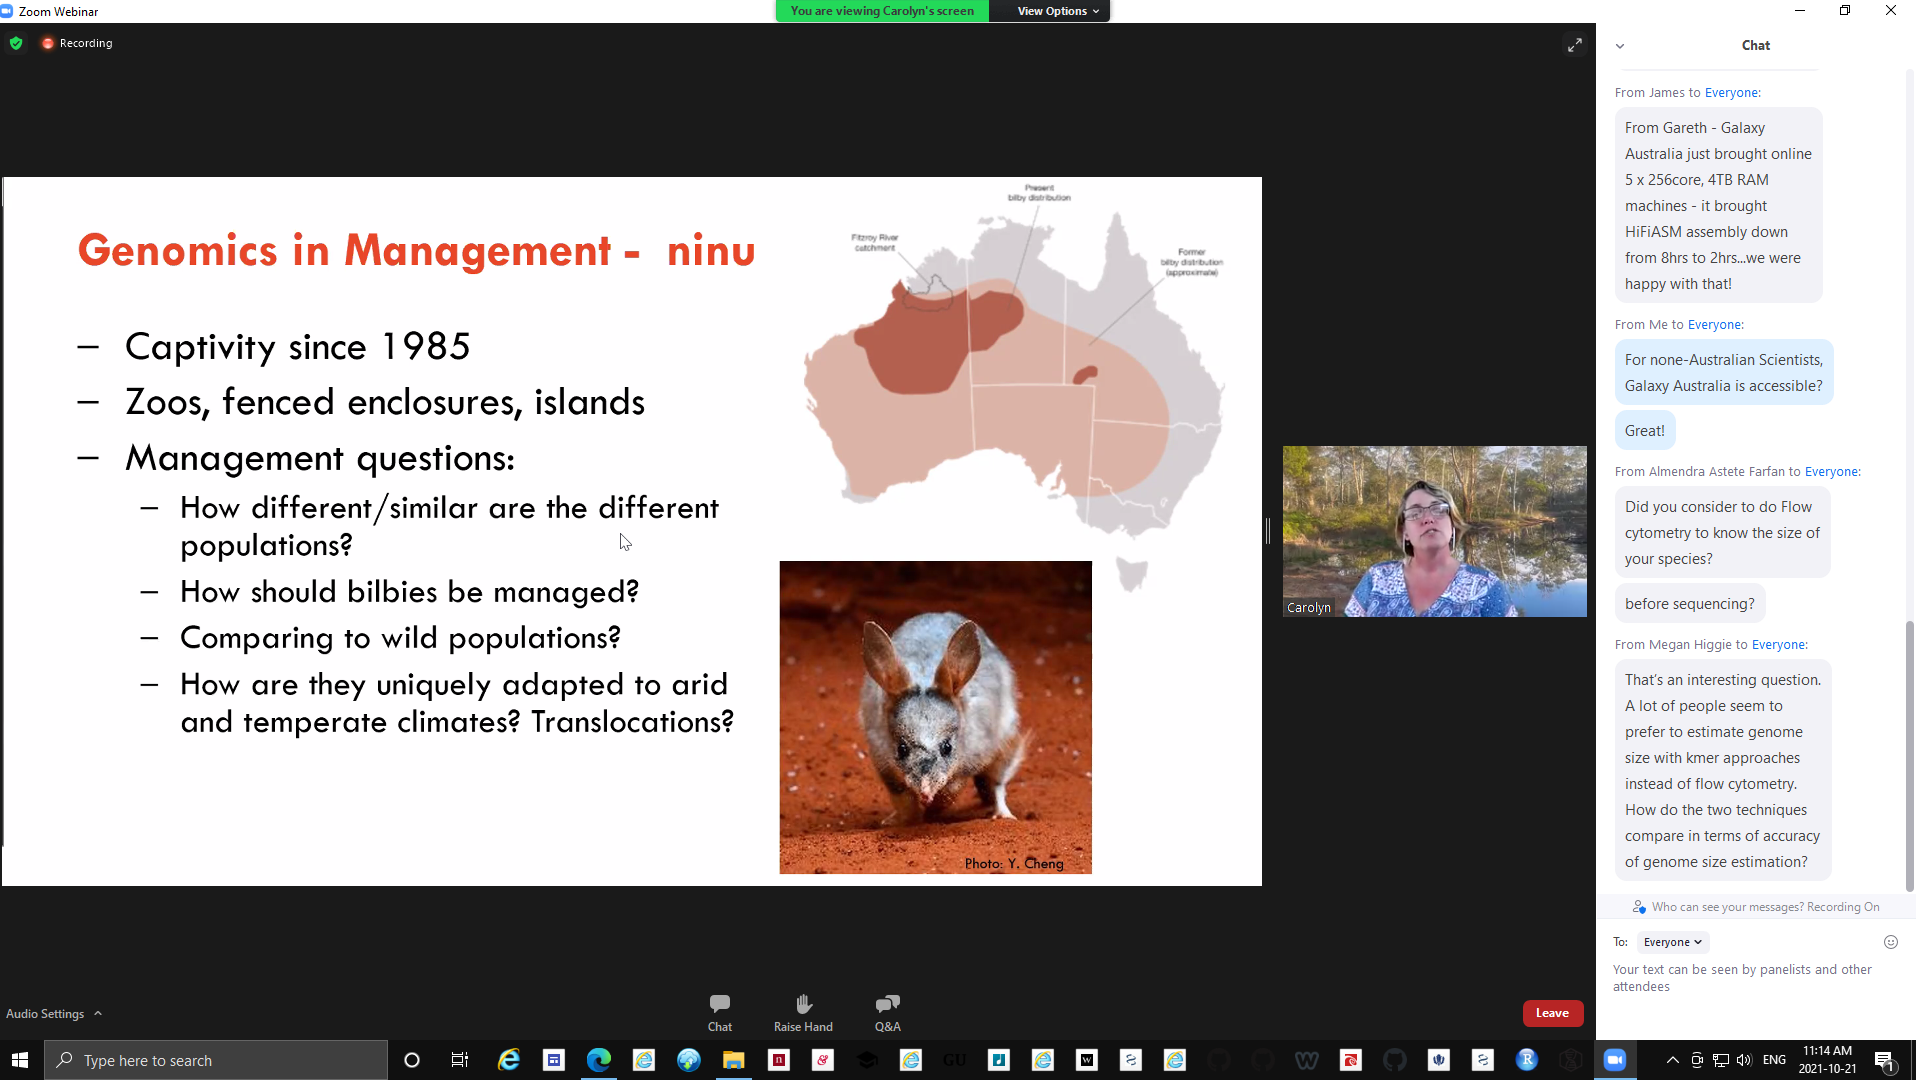 Zoom Webinar
You are viewing Carolyn's screen
View Options
Recording
Genomics in Management - ninu
– Captivity since 1985
– Zoos, fenced enclosures, islands
– Management questions:
– How different/similar are the different
populations?
– How should bilbies be managed?
– Comparing to wild populations?
– How are they uniquely adapted to arid
and temperate climates? Translocations?
Present
bilby distribution
Fitzroy River
catchment
Former
bilby distribution
(approximate)
Photo: Y. Cheng
Carolyn
Chat
From James to Everyone:
From Gareth - Galaxy
Australia just brought online
5 x 256core, 4TB RAM
machines - it brought
HiFiASM assembly down
from 8hrs to 2hrs...we were
happy with that!
From Me to Everyone:
For none-Australian Scientists,
Galaxy Australia is accessible?
Great!
From Almendra Astete Farfan to Everyone:
Did you consider to do Flow
cytometry to know the size of
your species?
before sequencing?
From Megan Higgie to Everyone:
That's an interesting question.
A lot of people seem to
prefer to estimate genome
size with kmer approaches
instead of flow cytometry.
How do the two techniques
compare in terms of accuracy
of genome size estimation?
Who can see your messages? Recording On
To: Everyone
Your text can be seen by panelists and other
attendees
Audio Settings
Chat
Raise Hand
Q&A
Leave
Type here to search
GU
ENG
11:14 AM
2021-10-21
1